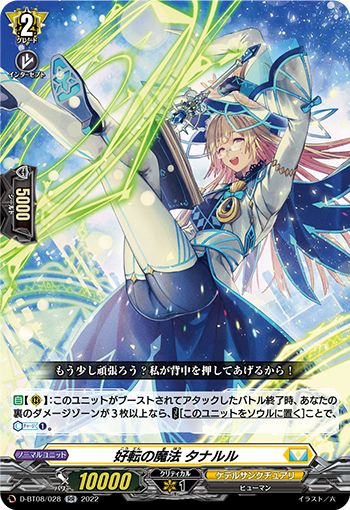 2
グレード
インターセプト
5000
シールド
もう少し頑張ろう？私が背中を押してあげるから！
自【R】：このユニットがブーストされてアタックしたバトル終了時、あなたの
裏のダメージゾーンが3枚以上なら、【このユニットをソウルに置く】ことで、
1。
ノーマルユニット
好転の魔法 タナルル
パワー
10000
クリティカル
1
ケテルサンクチュアリ
ヒューマン
D-BT08/028 RR 2022
イラスト／六